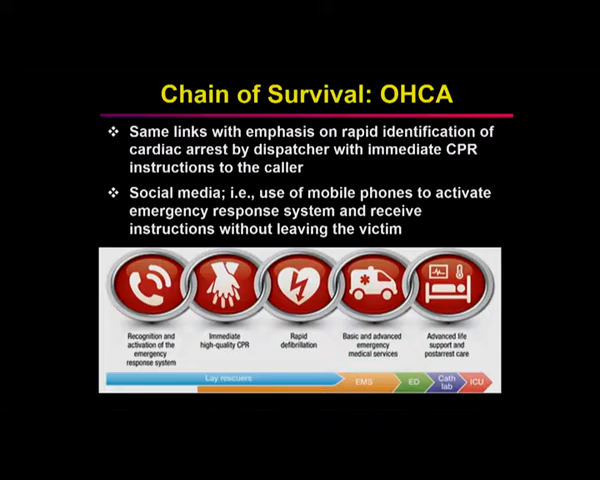 Chain of Survival: OHCA
❖ Same links with emphasis on rapid identification of
cardiac arrest by dispatcher with immediate CPR
instructions to the caller
❖ Social media; i.e., use of mobile phones to activate
emergency response system and receive
instructions without leaving the victim
Recognition and
activation of the
emergency
response system
Immediate
high-quality CPR
Rapid
defibrillation
Basic and advanced
emergency
medical services
Advanced life
support and
postarrest care
Lay rescuers
EMS
ED
Cath
lab
ICU